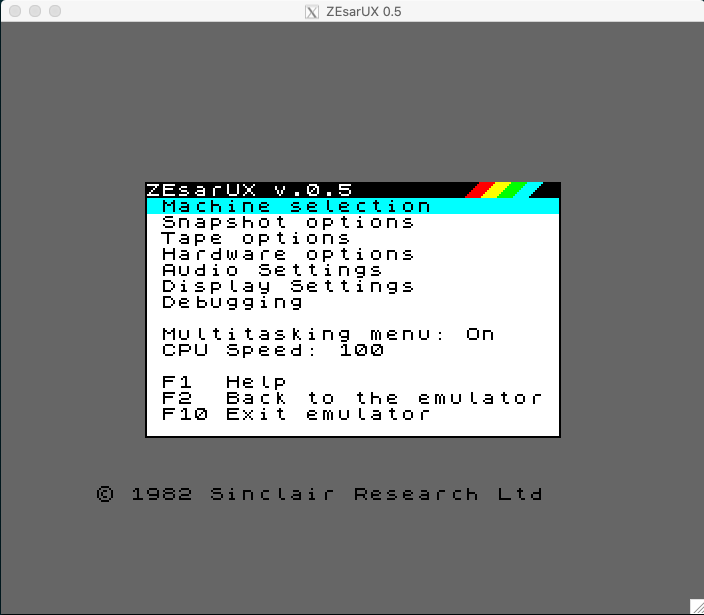 ZEsarUX 0.5
ZEsarUX v.0.5
Machine selection
Snapshot options
Tape options
Hardware options
Audio Settings
Display Settings
Debugging
Multitasking menu: On
CPU Speed: 100
F1 Help
F2 Back to the emulator
F10 Exit emulator
© 1982 Sinclair Research Ltd